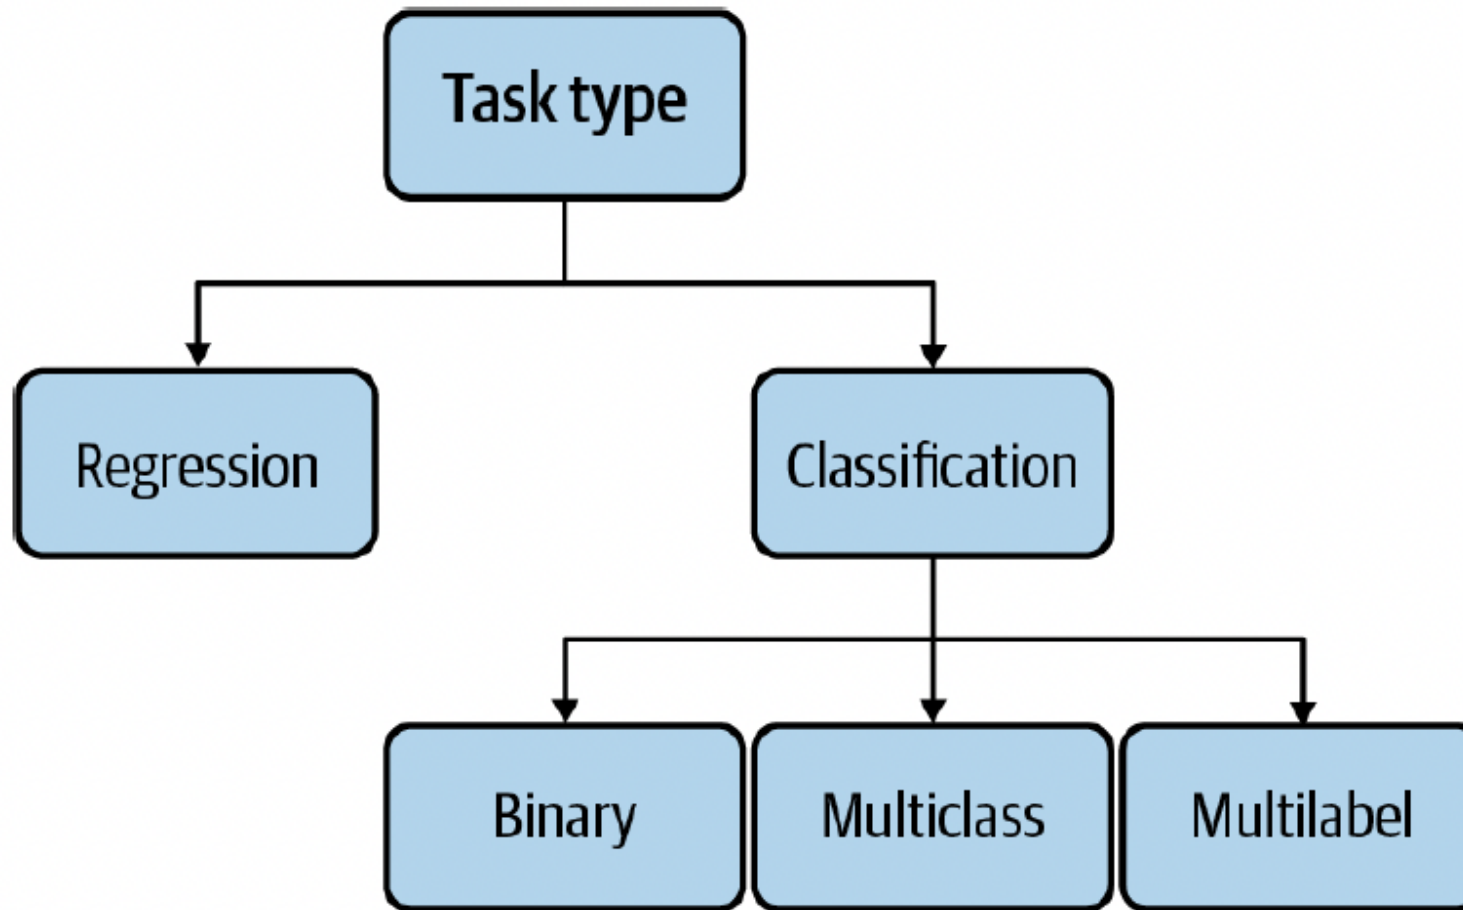 Task type
Regression
Classification
Binary
Multiclass
Multilabel